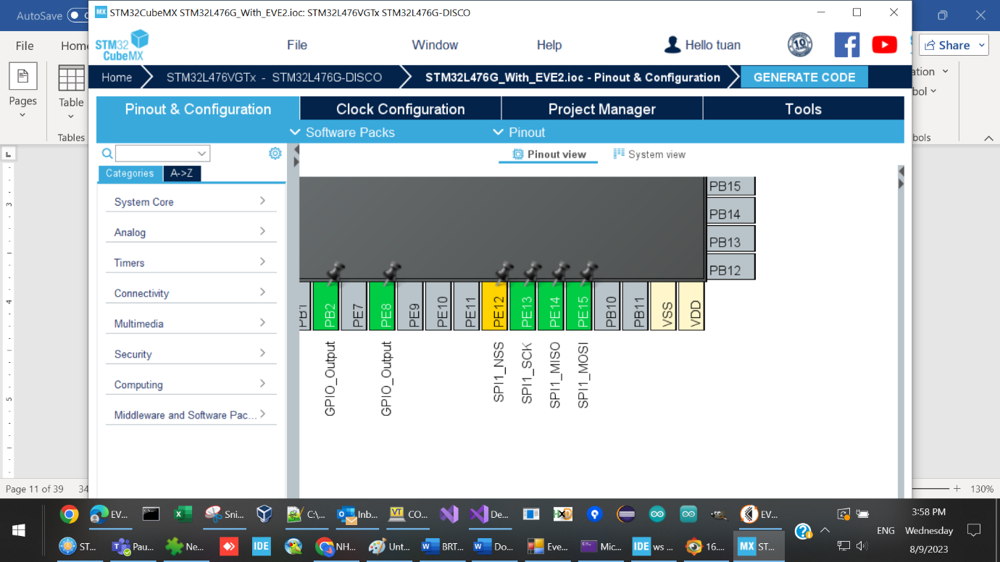 AutoSave
STM32CubeMX STM32L476G_With_EVE2.ioc: STM32L476VGTx STM32L476G-DISCO
File
Home
STM32
CubeMX
File
Window
Help
Hello tuan
10
Share
Home
STM32L476VGTx - STM32L476G-DISCO
STM32L476G_With_EVE2.ioc - Pinout & Configuration
GENERATE CODE
Pages
Table
Tables
Pinout & Configuration
Clock Configuration
Project Manager
Tools
Software Packs
Pinout
Pinout view
System view
Categories
A->Z
System Core
Analog
Timers
Connectivity
Multimedia
Security
Computing
Middleware and Software Pac...
PB15
PB14
PB13
PB12
PB1
PB2
PE7
PE8
PE9
PE10
PE11
PE12
PE13
PE14
PE15
PB10
PB11
VSS
VDD
GPIO_Output
GPIO_Output
SPI1_NSS
SPI1_SCK
SPI1_MISO
SPI1_MOSI
3
4
5
Page 11 of 39
34
130%
EV...
Sni...
C:\...
Inb...
CO...
De...
EV...
3:58 PM
ENG
Wednesday
8/9/2023
ST...
Pau...
Ne...
IDE
NH...
Unt...
BRT...
Do...
Eve...
Mic...
IDE
ws ...
16....
MX
ST...